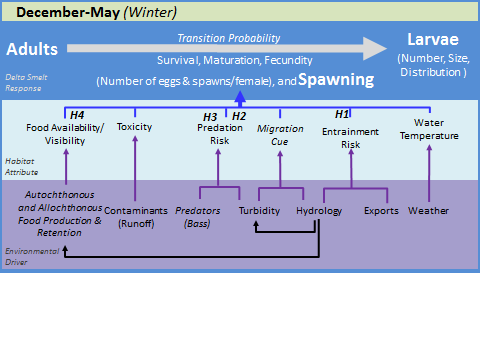 December-May (Winter)
Transition Probability
Adults
Larvae
Survival, Maturation, Fecundity
(Number, Size, Distribution )
Delta Smelt Response
(Number of eggs & spawns/female), and Spawning
H4
H3
H2
H1
Food Availability/ Visibility
Toxicity
Predation Risk
Migration Cue
Entrainment Risk
Water Temperature
Habitat Attribute
Autochthonous and Allochthonous Food Production & Retention
Contaminants (Runoff)
Predators (Bass)
Turbidity
Hydrology
Exports
Weather
Environmental Driver